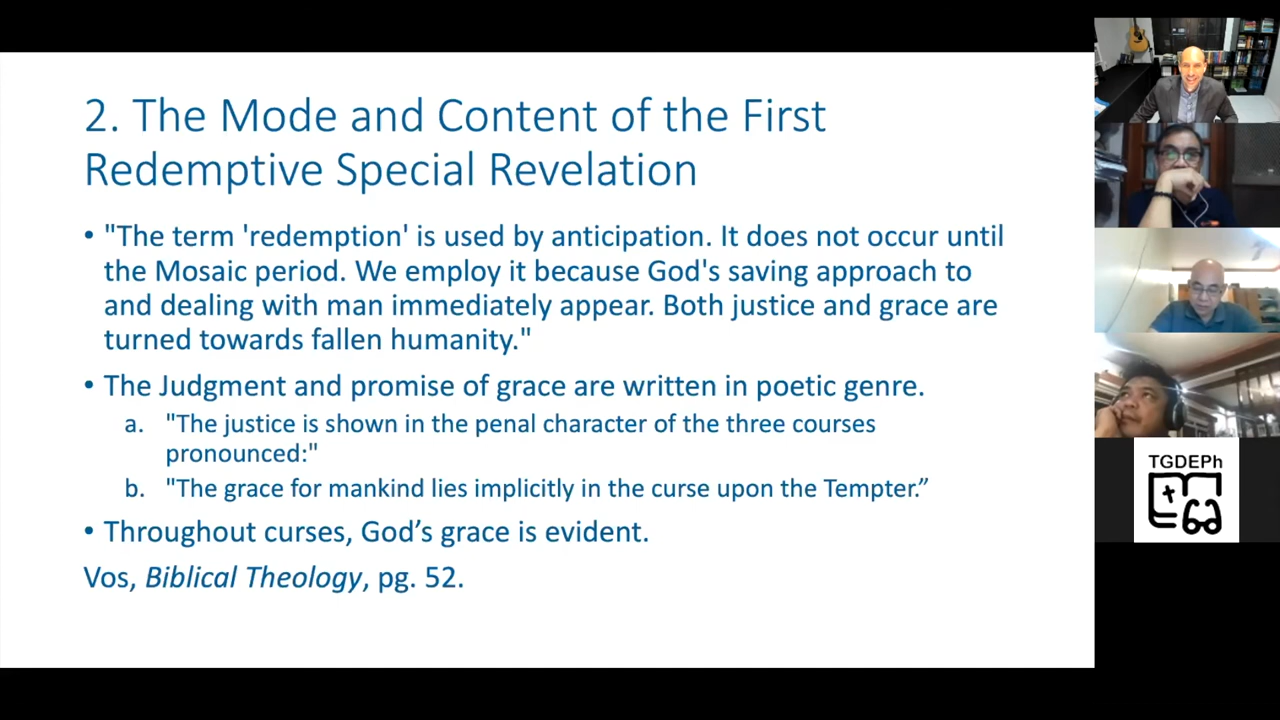 2. The Mode and Content of the First
Redemptive Special Revelation
• "The term 'redemption' is used by anticipation. It does not occur until
the Mosaic period. We employ it because God's saving approach to
and dealing with man immediately appear. Both justice and grace are
turned towards fallen humanity."
• The Judgment and promise of grace are written in poetic genre.
a. "The justice is shown in the penal character of the three courses
pronounced:"
b. "The grace for mankind lies implicitly in the curse upon the Tempter.”
• Throughout curses, God’s grace is evident.
Vos, Biblical Theology, pg. 52.
TGDEPh